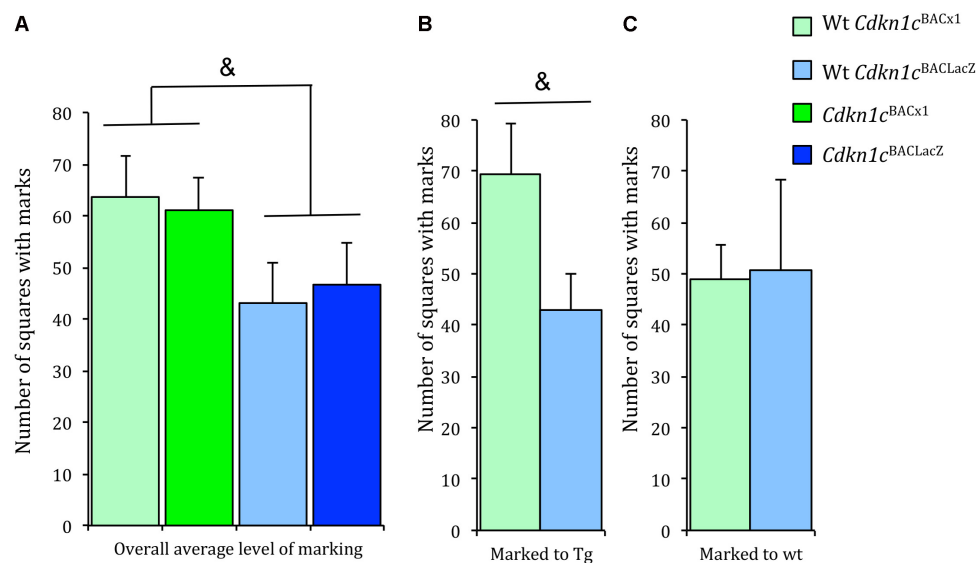 A
B
C
Wt Cdkn1c^BACx1
Wt Cdkn1c^BACLacZ
Cdkn1c^BACx1
Cdkn1c^BACLacZ
&
&
Number of squares with marks
80
70
60
50
40
30
20
10
0
Overall average level of marking
Number of squares with marks
80
70
60
50
40
30
20
10
0
Marked to Tg
Number of squares with marks
80
70
60
50
40
30
20
10
0
Marked to wt